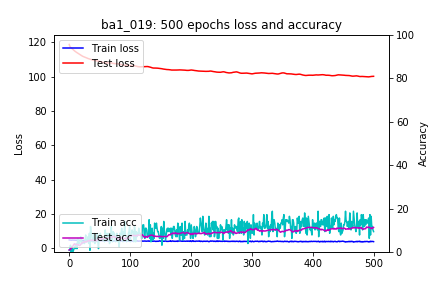 ba1_019: 500 epochs loss and accuracy
Train loss
Test loss
Train acc
Test acc
Loss
120
100
80
60
40
20
0
0
100
200
300
400
500
100
80
60
40
20
0
Accuracy